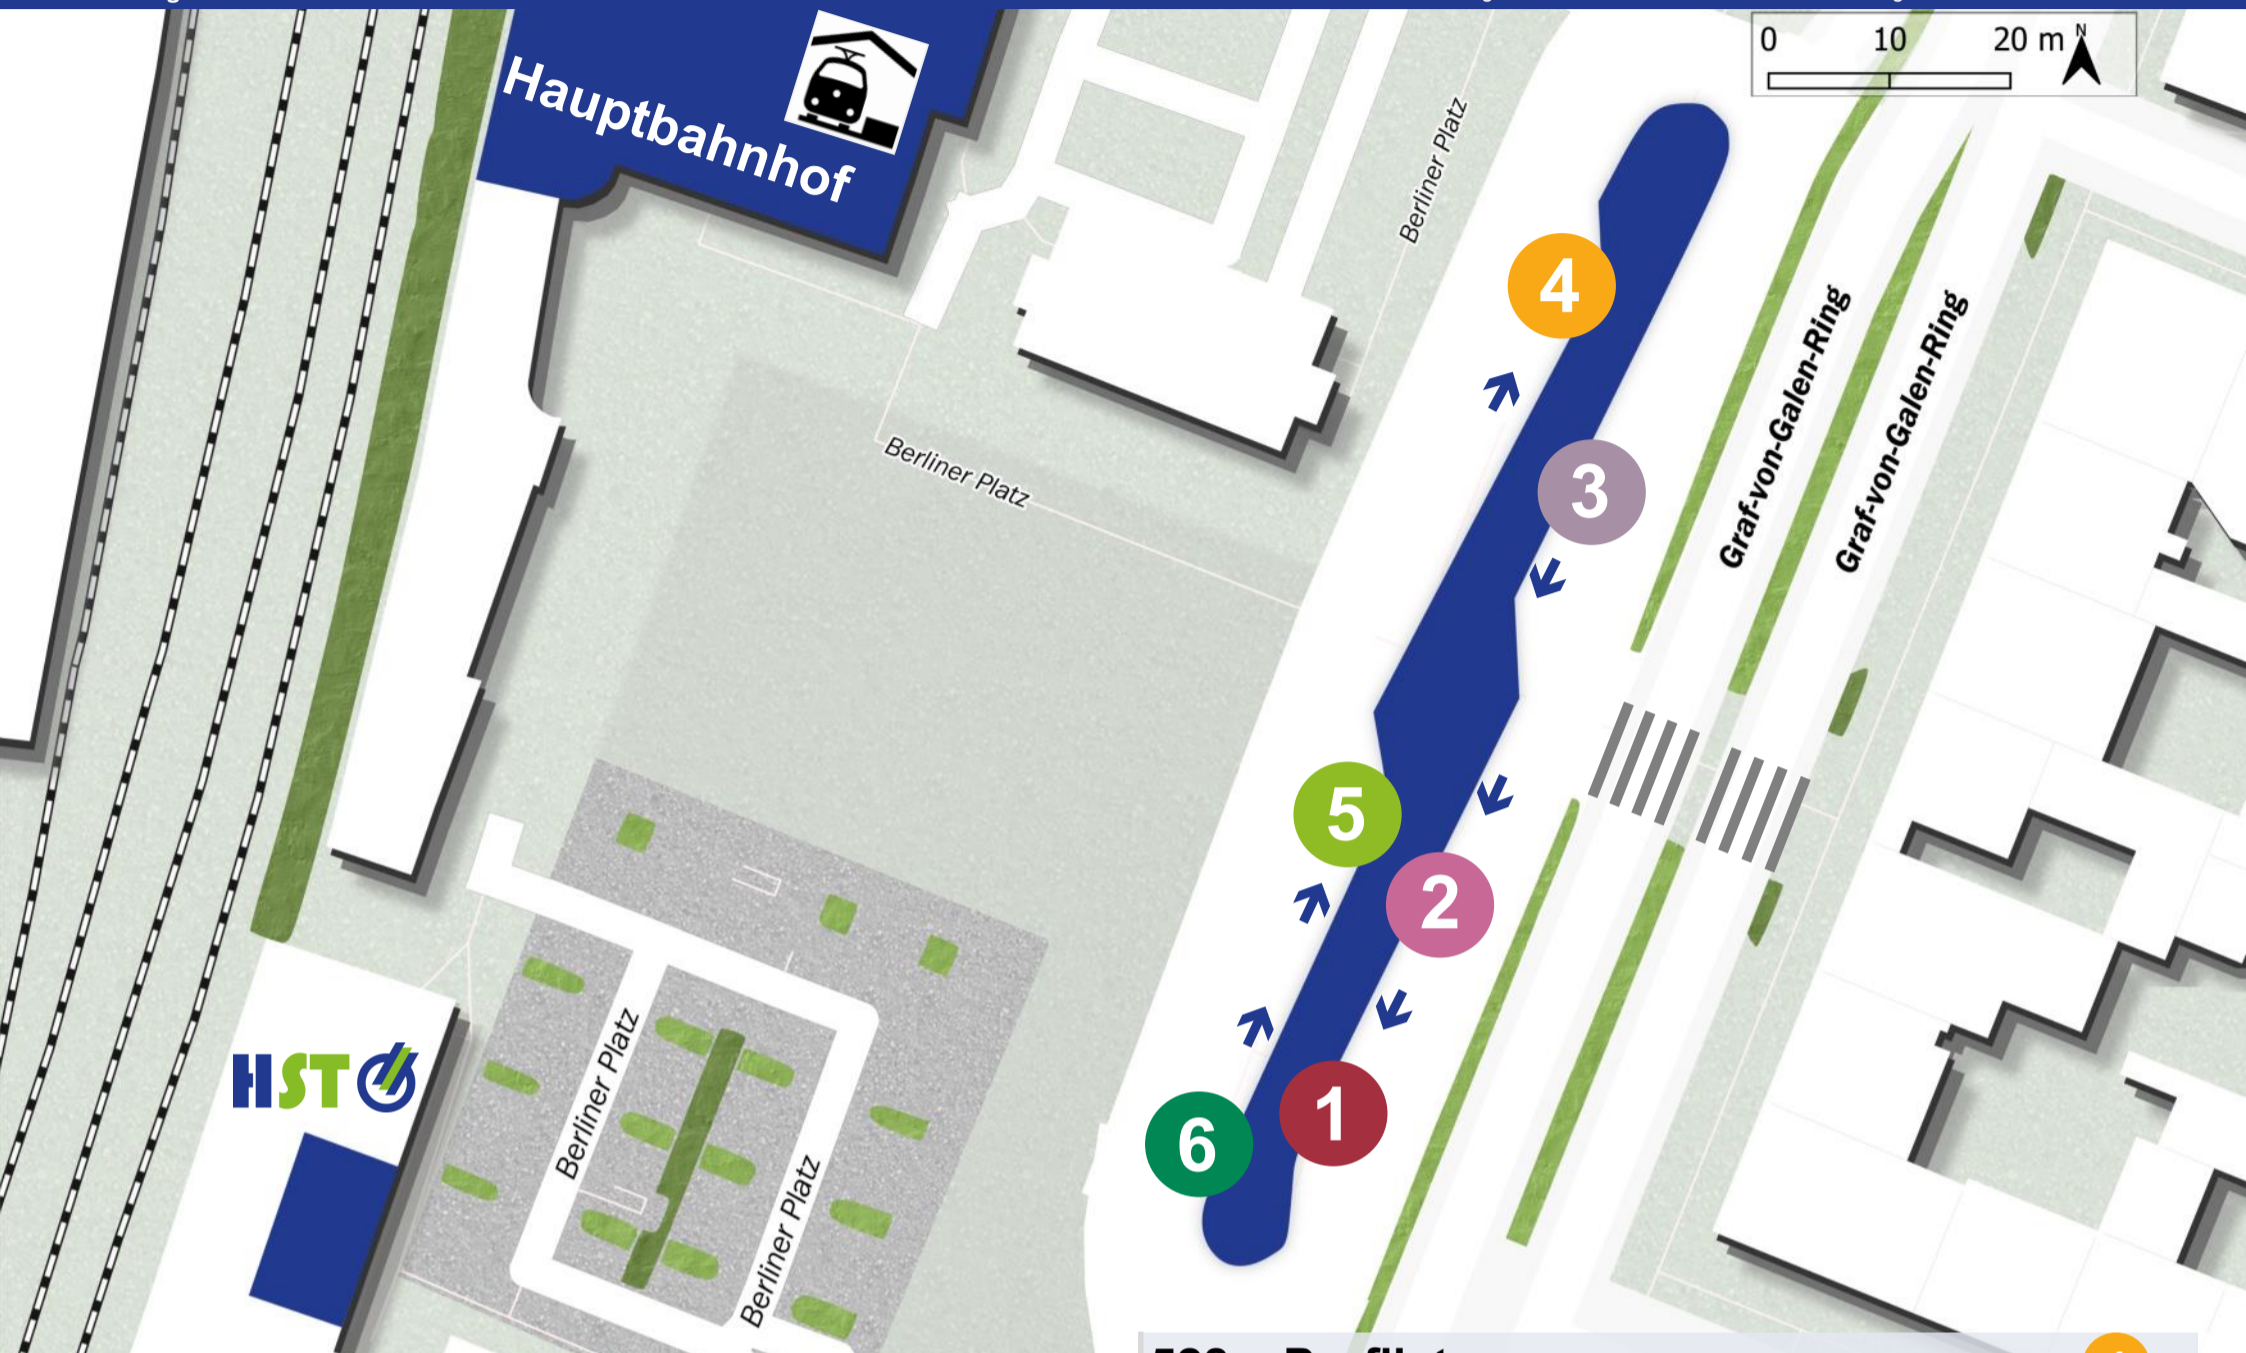 0 10 20 m N
Hauptbahnhof
Berliner Platz
4
Graf-von-Galen-Ring
Graf-von-Galen-Ring
3
Berliner Platz
5
2
HST
Berliner Platz
1
6
Berliner Platz